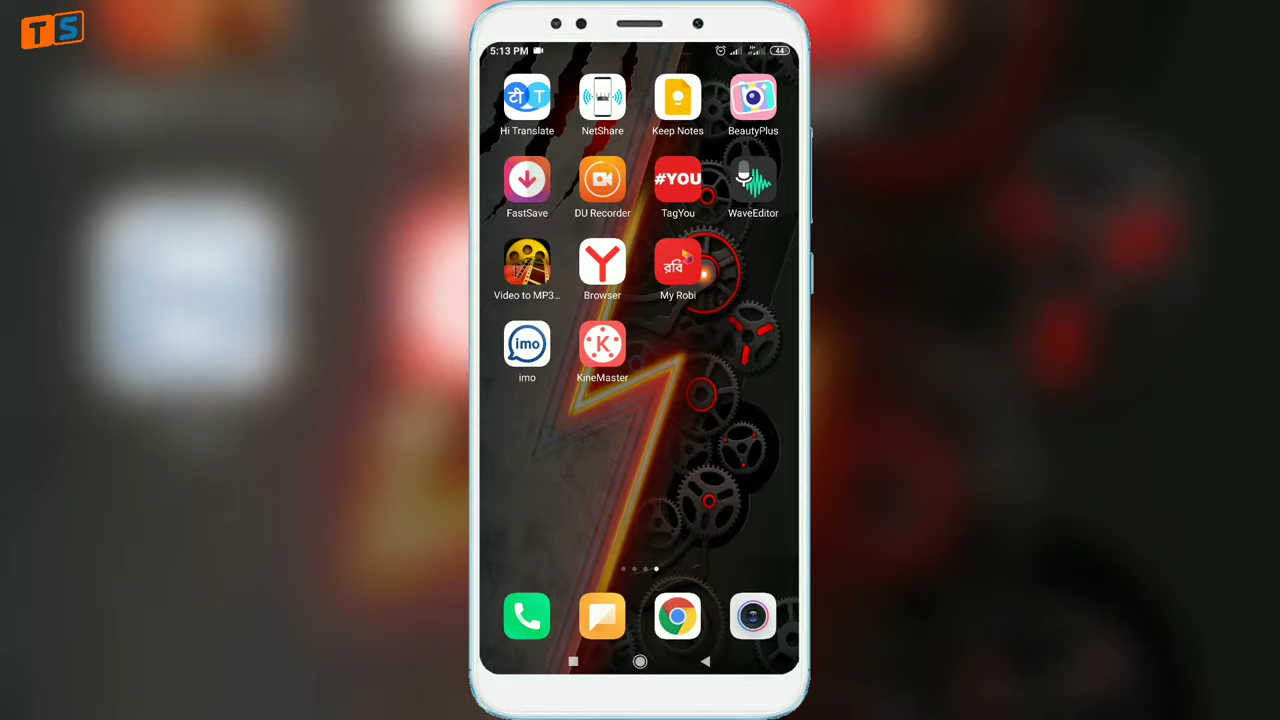 TS
5:13 PM
44
टी T
Hi Translate
NetShare
Keep Notes
BeautyPlus
FastSave
#YOU
DU Recorder
TagYou
WaveEditor
রবি
Video to MP3...
Browser
My Robi
imo
K
imo
KineMaster